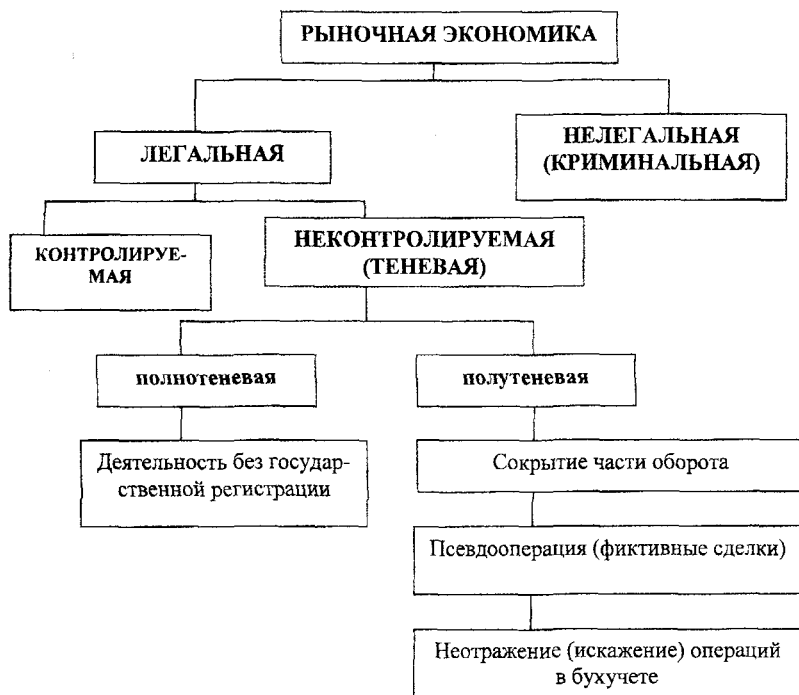 РЫНОЧНАЯ ЭКОНОМИКА
ЛЕГАЛЬНАЯ
НЕЛЕГАЛЬНАЯ
(КРИМИНАЛЬНАЯ)
КОНТРОЛИРУЕ-
МАЯ
НЕКОНТРОЛИРУЕМАЯ
(ТЕНЕВАЯ)
полнотеневая
полутеневая
Деятельность без государ-
ственной регистрации
Сокрытие части оборота
Псевдооперация (фиктивные сделки)
Неотражение (искажение) операций
в бухучете